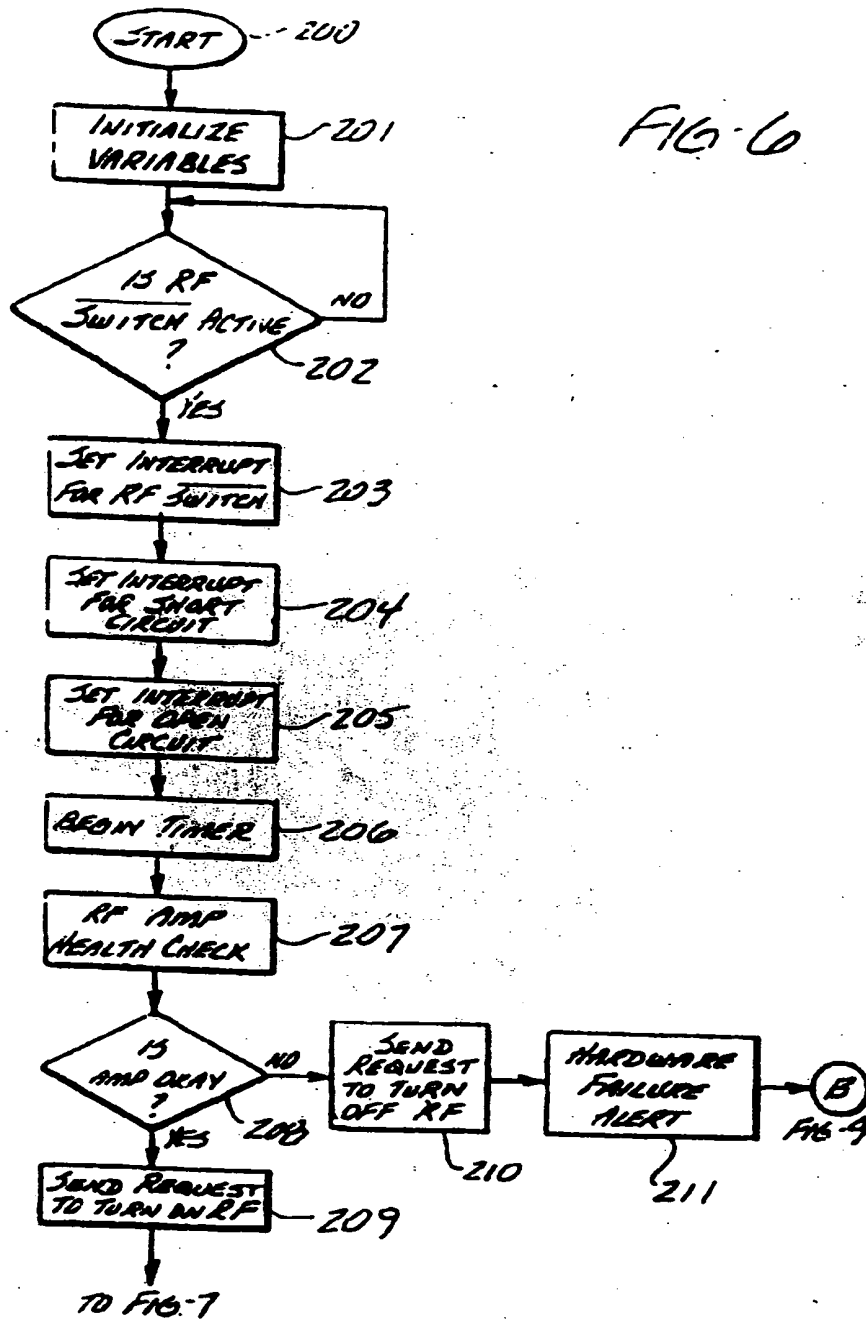 START
200
FIG-6
INITIALIZE
VARIABLES
201
IS RF
SWITCH ACTIVE
?
NO
202
YES
SET INTERRUPT
FOR RF SWITCH
203
SET INTERRUPT
FOR SHORT
CIRCUIT
204
SET INTERRUPT
FOR OPEN
CIRCUIT
205
BEGIN TIMER
206
RF AMP
HEALTH CHECK
207
IS
AMP OKAY
?
NO
208
YES
SEND
REQUEST
TO TURN
OFF RF
210
HARDWARE
FAILURE
ALERT
211
B
SEND REQUEST
TO TURN ON RF
209
TO FIG-7